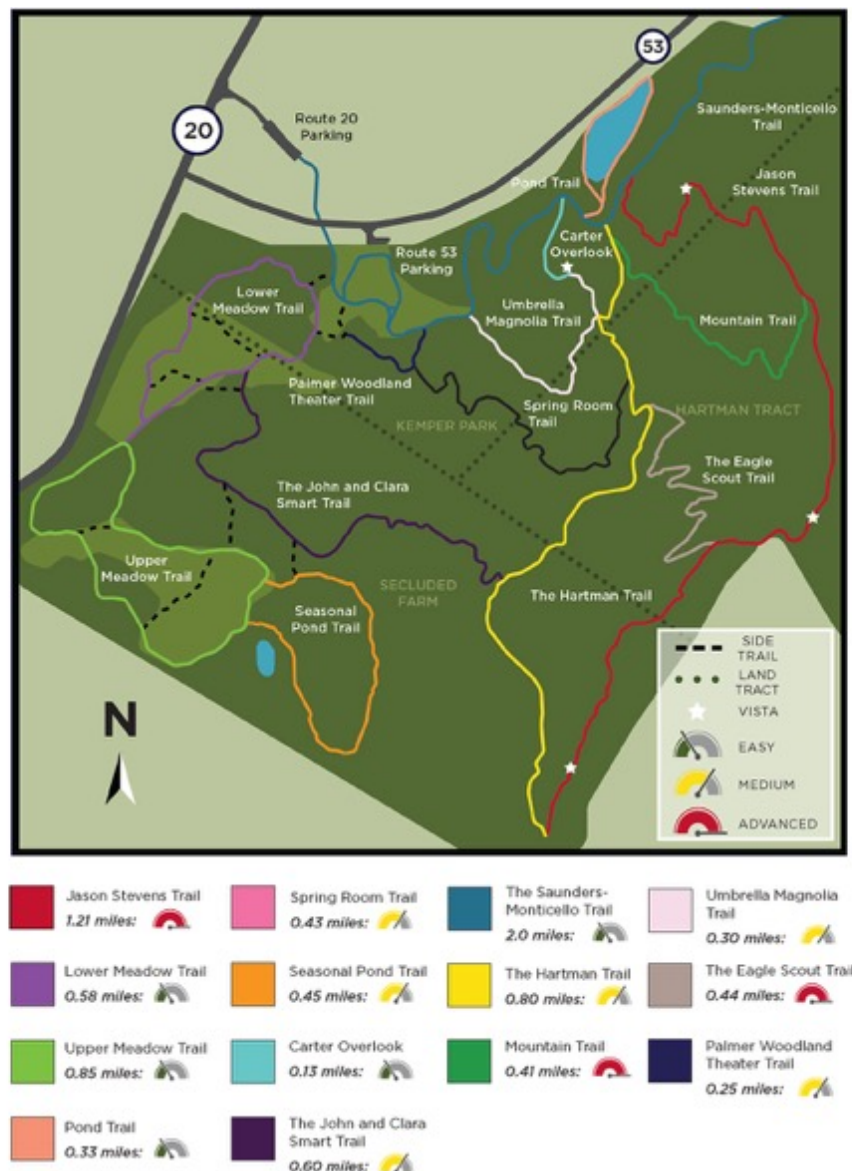 53
Saunders-Monticello
Trail
20
Route 20
Parking
Jason
Stevens Trail
Pond Trail
Carter
Overlook
Route 53
Parking
Lower
Meadow Trail
Umbrella
Magnolia Trail
Mountain Trail
Palmer Woodland
Theater Trail
KEMPER PARK
Spring Room
Trail
HARTMAN TRACT
The Eagle
Scout Trail
The John and Clara
Smart Trail
Upper
Meadow Trail
SECLUDED
FARM
The Hartman Trail
Seasonal
Pond Trail
N
SIDE
TRAIL
LAND
TRACT
VISTA
EASY
MEDIUM
ADVANCED
Jason Stevens Trail
1.21 miles:
Spring Room Trail
0.43 miles:
The Saunders-
Monticello Trail
2.0 miles:
Umbrella Magnolia
Trail
0.30 miles:
Lower Meadow Trail
0.58 miles:
Seasonal Pond Trail
0.45 miles:
The Hartman Trail
0.80 miles:
The Eagle Scout Trail
0.44 miles:
Upper Meadow Trail
0.85 miles:
Carter Overlook
0.13 miles:
Mountain Trail
0.41 miles:
Palmer Woodland
Theater Trail
0.25 miles:
Pond Trail
0.33 miles:
The John and Clara
Smart Trail
0.60 miles: